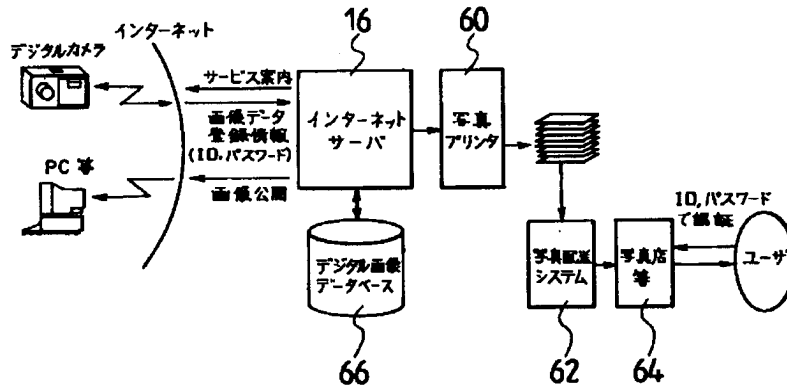 インターネット
デジタルカメラ
PC 等
サービス案内
画像データ
登録情報
(ID,パスワード)
画像公開
16
インターネット
サーバ
60
写真
プリンタ
デジタル画像
データベース
66
写真配送
システム
62
写真店
等
64
ID,パスワード
で認証
ユーザ